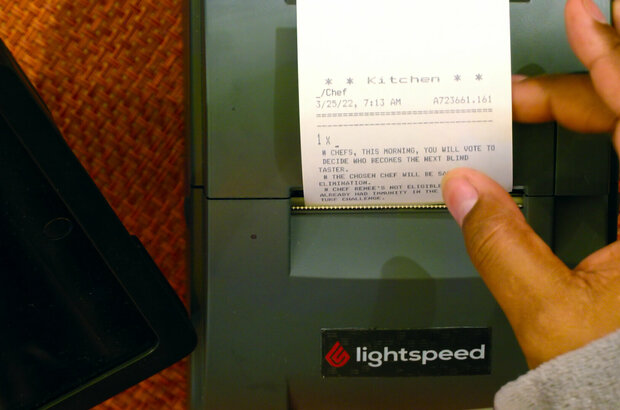 * * Kitchen * *
_/Chef
3/25/22, 7:13 AM A723661.161
1 x _
# CHEFS, THIS MORNING, YOU WILL VOTE TO
DECIDE WHO BECOMES THE NEXT BLIND
TASTER.
# THE CHOSEN CHEF WILL BE
ELIMINATION.
# CHEF RENEE'S NOT ELIGIBLE
ALREADY HAD IMMUNITY IN THE
TUKE CHALLENGE.
lightspeed